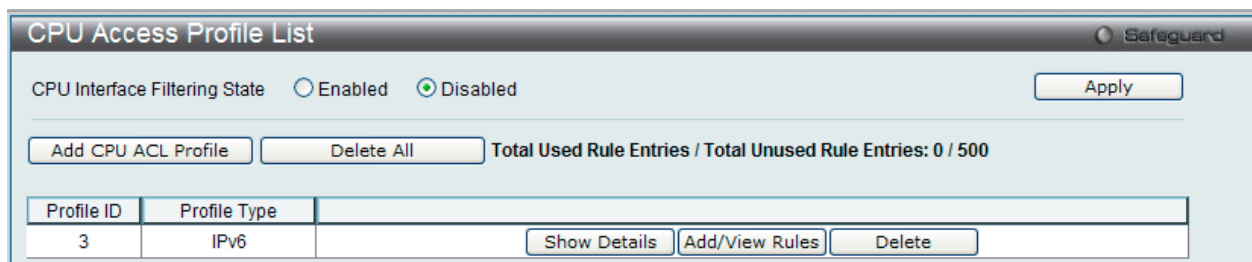 CPU Access Profile List Safeguard
CPU Interface Filtering State Enabled Disabled Apply
Add CPU ACL Profile Delete All Total Used Rule Entries / Total Unused Rule Entries: 0 / 500
Profile ID Profile Type
3 IPv6 Show Details Add/View Rules Delete